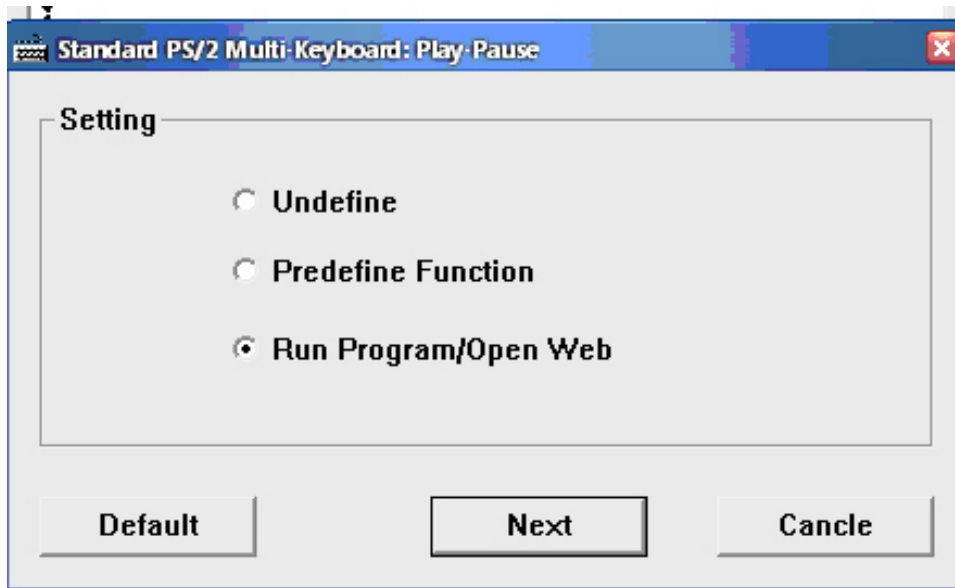 Standard PS/2 Multi-Keyboard: Play-Pause
Setting
Undefine
Predefine Function
Run Program/Open Web
Default Next Cancle